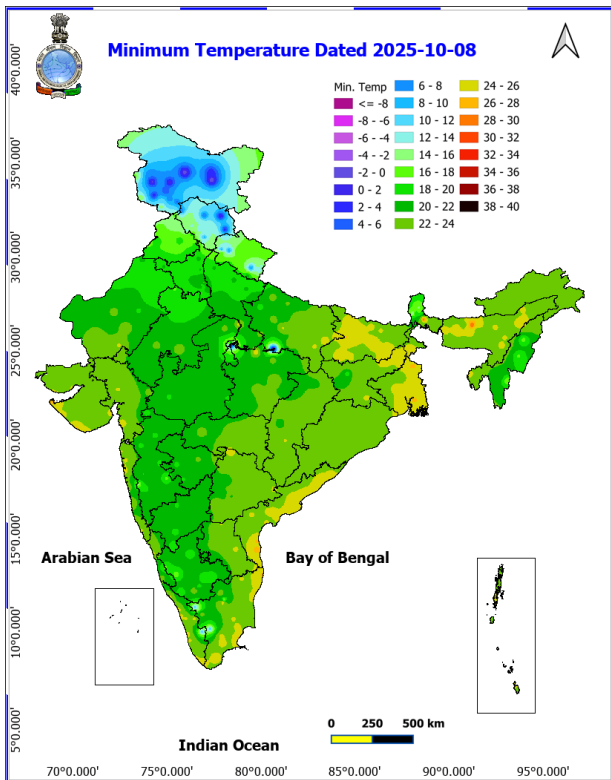 Minimum Temperature Dated 2025-10-08
Min. Temp
<= -8
-8 - -6
-6 - -4
-4 - -2
-2 - 0
0 - 2
2 - 4
4 - 6
6 - 8
8 - 10
10 - 12
12 - 14
14 - 16
16 - 18
18 - 20
20 - 22
22 - 24
24 - 26
26 - 28
28 - 30
30 - 32
32 - 34
34 - 36
36 - 38
38 - 40
40°0.000'
35°0.000'
30°0.000'
25°0.000'
20°0.000'
15°0.000'
10°0.000'
5°0.000'
Arabian Sea
Bay of Bengal
Indian Ocean
0 250 500 km
70°0.000' 75°0.000' 80°0.000' 85°0.000' 90°0.000' 95°0.000'